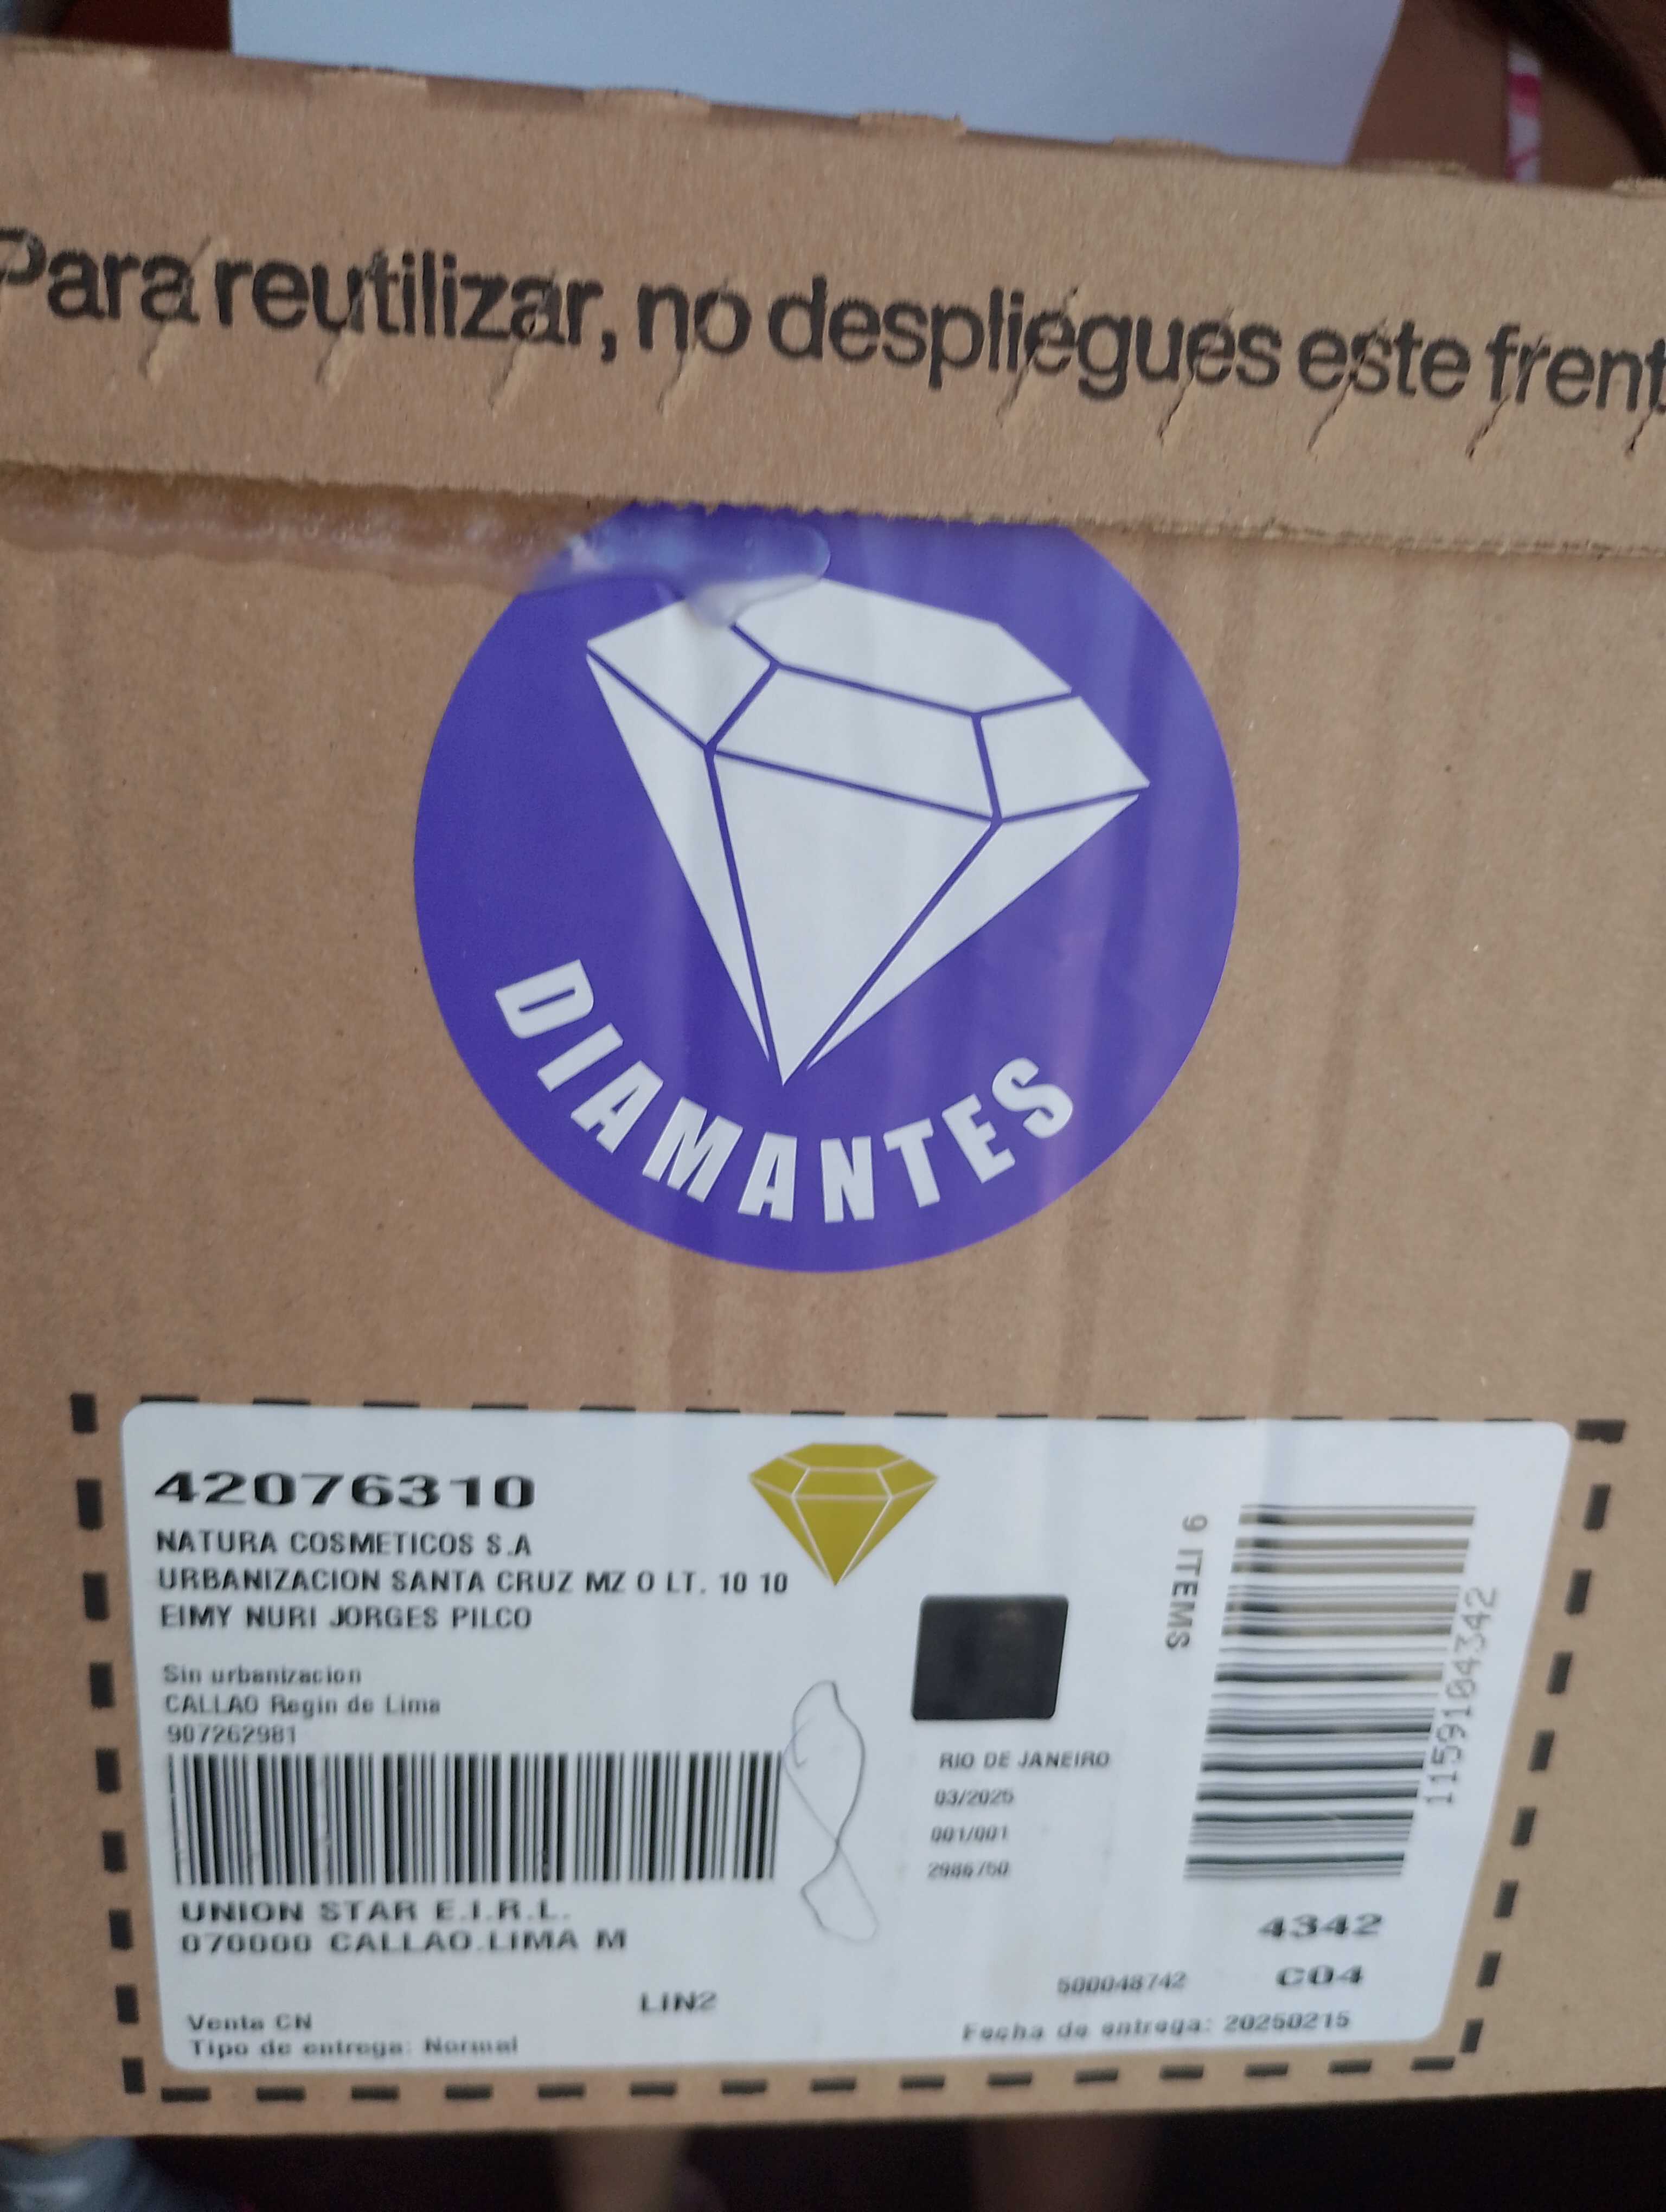 Para reutilizar, no despliegues este frent
DIAMANTES
42076310
NATURA COSMETICOS S.A
URBANIZACION SANTA CRUZ MZ O LT. 10 10
EIMY NURI JORGES PILCO
Sin urbanizacion
CALLAO Regin de Lima
907262981
UNION STAR E.I.R.L.
070000 CALLAO.LIMA M
LIN2
Venta CN
Tipo de entrega: Normal
RIO DE JANEIRO
03/2025
001/001
2986750
9 ITEMS
1159104342
4342
500048742 C04
Fecha de entrega: 20250215